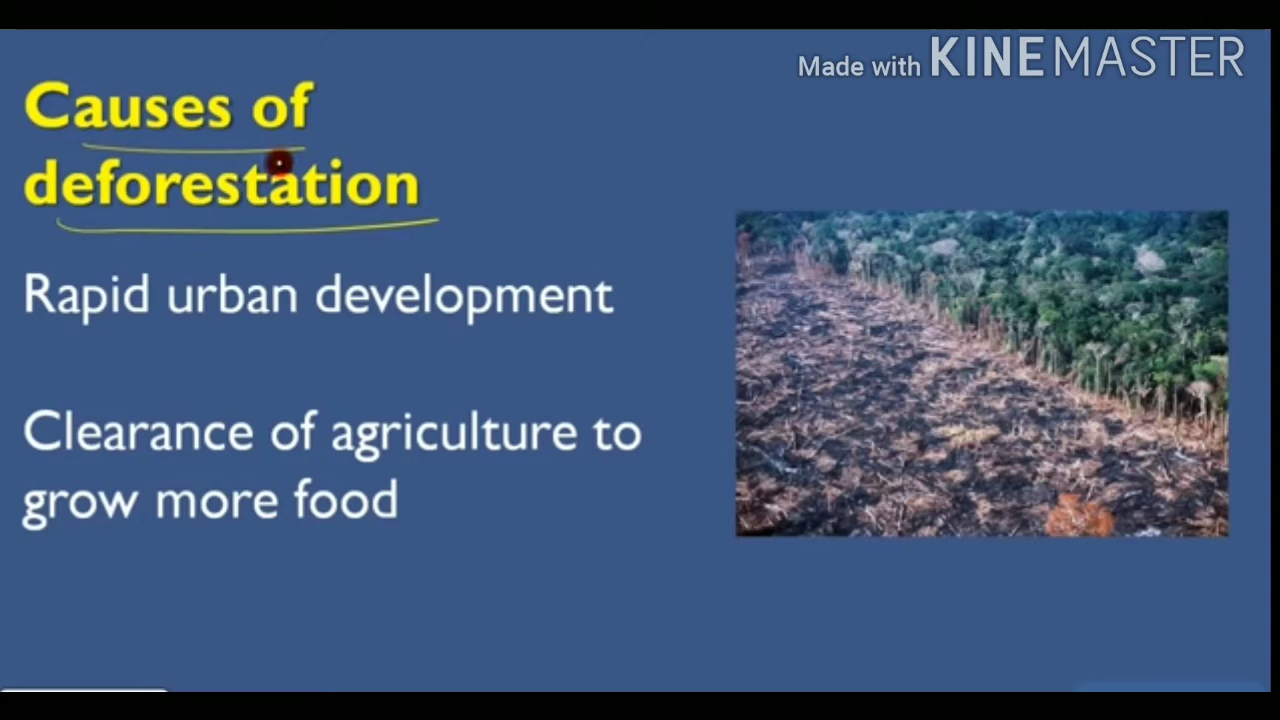 Made with KINEMASTER
Causes of
deforestation
Rapid urban development
Clearance of agriculture to
grow more food